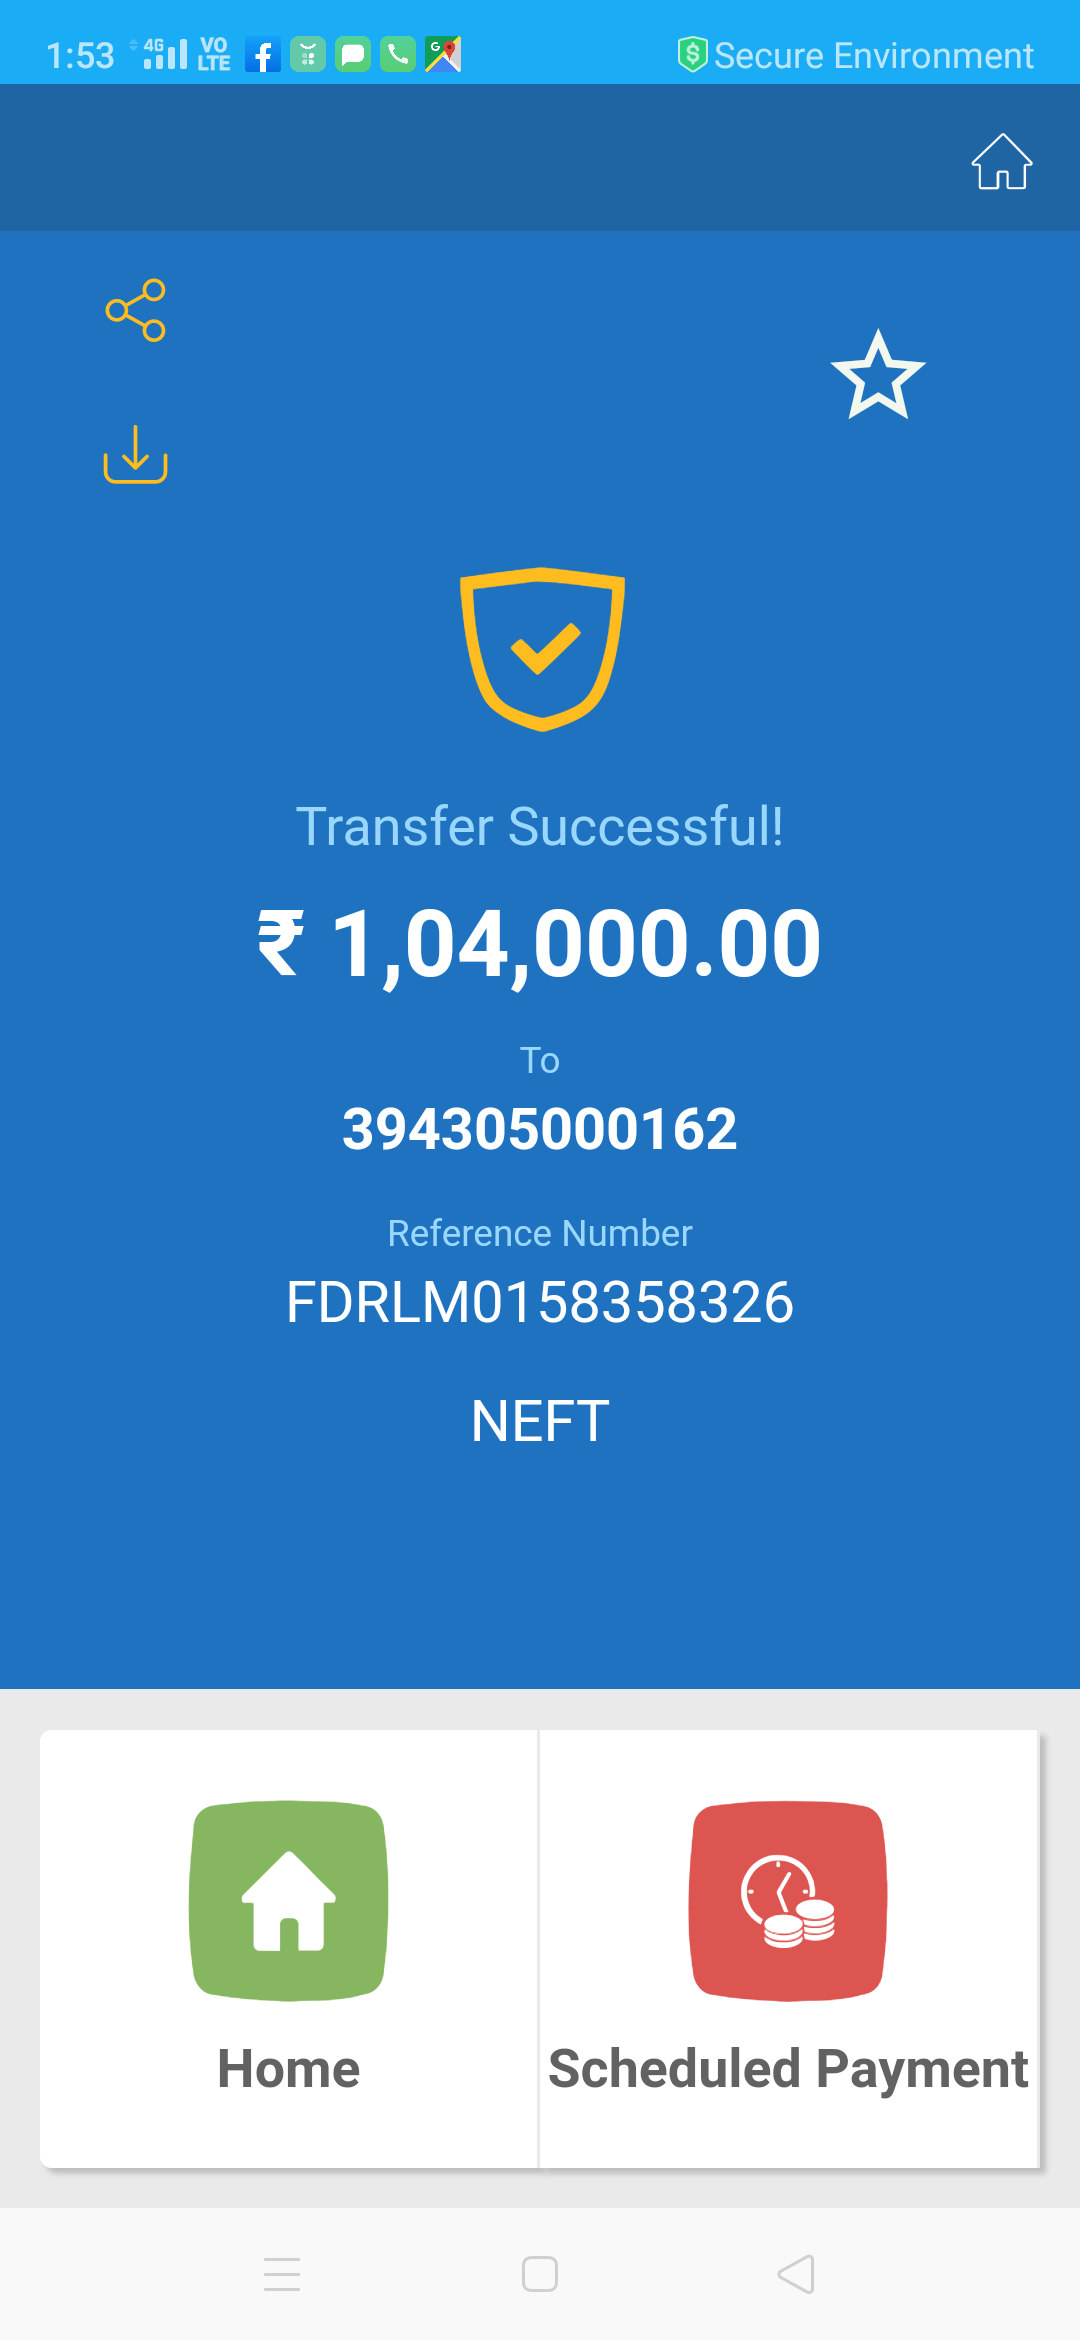 1:53 4G VO LTE Secure Environment
Transfer Successful!
₹ 1,04,000.00
To
394305000162
Reference Number
FDRLM0158358326
NEFT
Home
Scheduled Payment